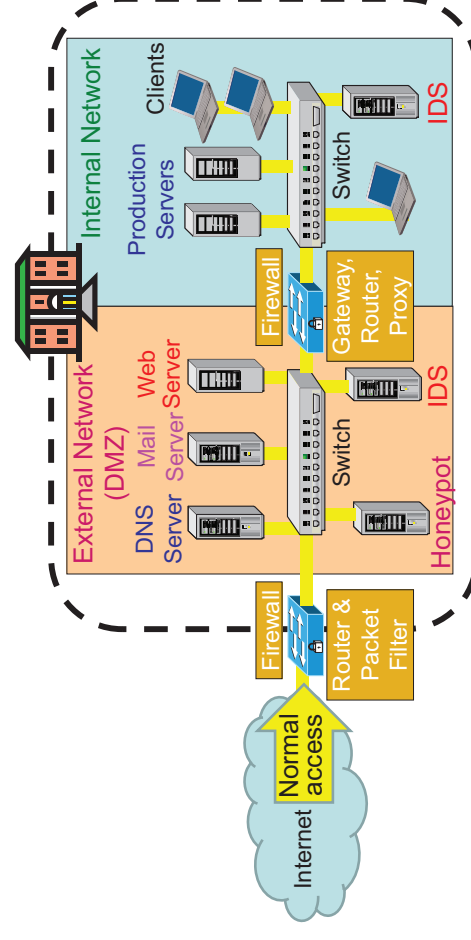 External Network
(DMZ)
Internal Network
DNS
Server
Mail
Server
Web
Server
Production
Servers
Clients
Firewall
Firewall
Internet
Normal
access
Router &
Packet
Filter
Switch
Gateway,
Router,
Proxy
Switch
Honeypot
IDS
IDS